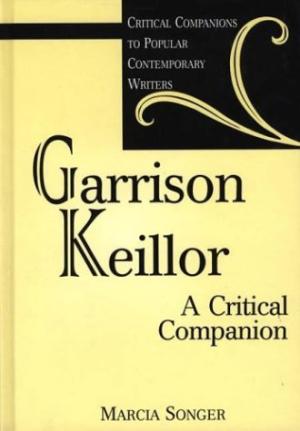 CRITICAL COMPANIONS
TO POPULAR
CONTEMPORARY
WRITERS
Garrison
Keillor
A Critical
Companion
MARCIA SONGER